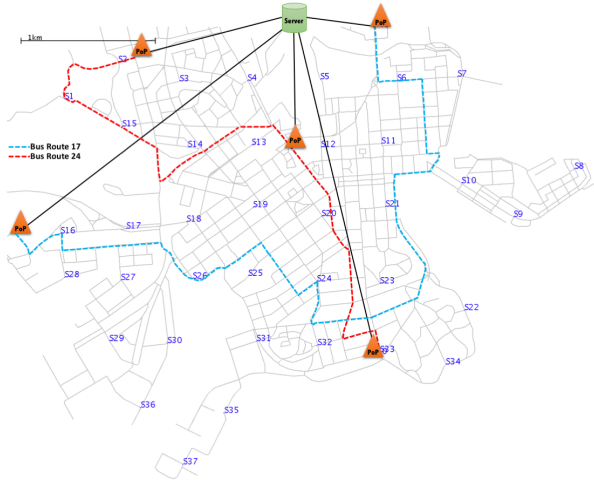 Server
PoP
1km
PoP
S2
S7
S3
S4
S5
S6
S1
S15
S14
S13
PoP
S12
S11
Bus Route 17
Bus Route 24
S8
S10
S9
S19
S21
S20
S18
S17
PoP
S16
S28
S27
S26
S25
S24
S23
S22
S29
S30
S31
S32
PoP
S33
S34
S36
S35
S37